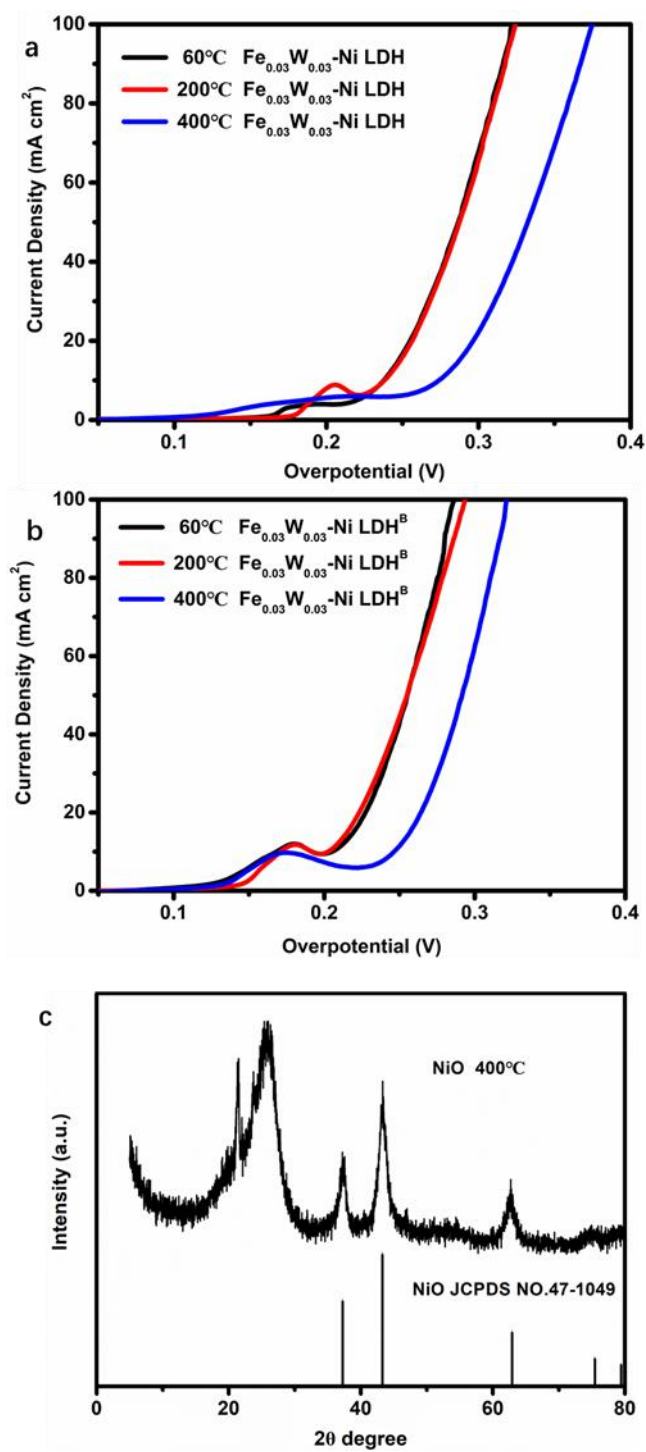 a
100
80
60
40
20
0
Current Density (mA cm²)
60℃ Fe₀.₀₃W₀.₀₃-Ni LDH
200℃ Fe₀.₀₃W₀.₀₃-Ni LDH
400℃ Fe₀.₀₃W₀.₀₃-Ni LDH
0.1 0.2 0.3 0.4
Overpotential (V)
b
100
80
60
40
20
0
Current Density (mA cm²)
60℃ Fe₀.₀₃W₀.₀₃-Ni LDHᴮ
200℃ Fe₀.₀₃W₀.₀₃-Ni LDHᴮ
400℃ Fe₀.₀₃W₀.₀₃-Ni LDHᴮ
0.1 0.2 0.3 0.4
Overpotential (V)
c
Intensity (a.u.)
NiO 400℃
NiO JCPDS NO.47-1049
0 20 40 60 80
2θ degree